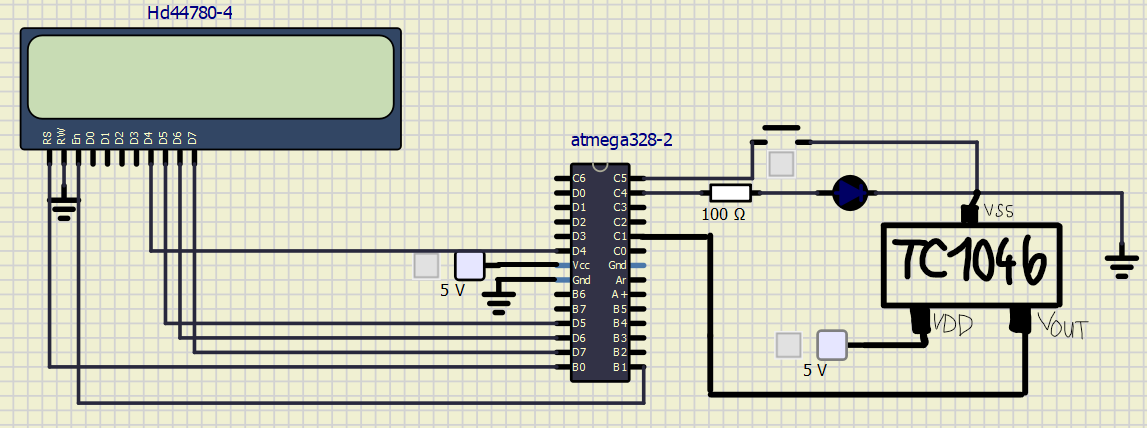 Hd44780-4
RS RW En D0 D1 D2 D3 D4 D5 D6 D7
atmega328-2
C6 C5
D0 C4
D1 C3
D2 C2
D3 C1
D4 C0
Vcc Gnd
Gnd Ar
B6 A+
B7 B5
D5 B4
D6 B3
D7 B2
B0 B1
5 V
100 Ω
VSS
TC1046
VDD
VOUT
5 V